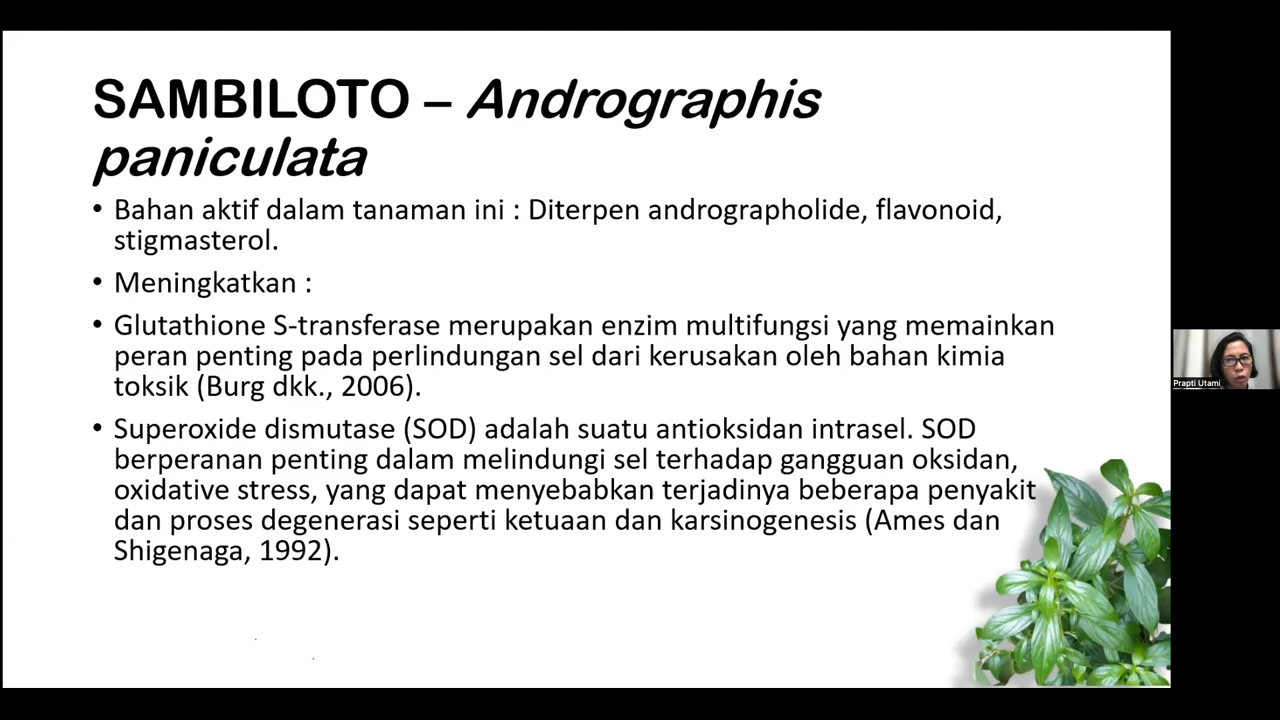 SAMBILOTO – Andrographis
paniculata
• Bahan aktif dalam tanaman ini : Diterpen andrographolide, flavonoid,
stigmasterol.
• Meningkatkan :
• Glutathione S-transferase merupakan enzim multifungsi yang memainkan
peran penting pada perlindungan sel dari kerusakan oleh bahan kimia
toksik (Burg dkk., 2006).
• Superoxide dismutase (SOD) adalah suatu antioksidan intrasel. SOD
berperanan penting dalam melindungi sel terhadap gangguan oksidan,
oxidative stress, yang dapat menyebabkan terjadinya beberapa penyakit
dan proses degenerasi seperti ketuaan dan karsinogenesis (Ames dan
Shigenaga, 1992).
Prapti Utami